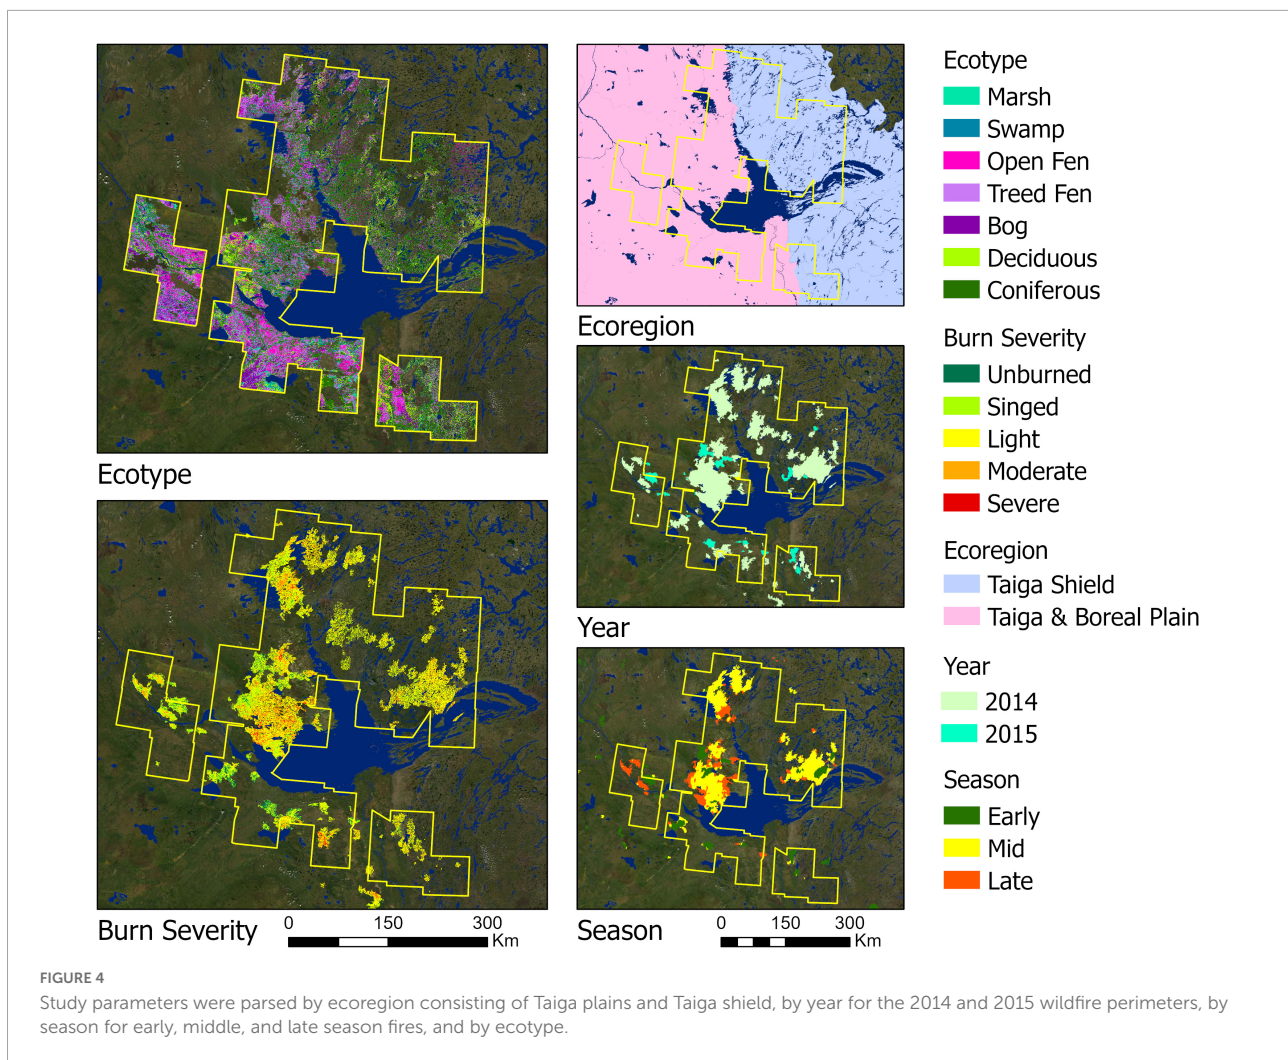 Ecotype
Burn Severity
0 150 300
Km
Ecoregion
Year
Season
0 150 300
Km
Ecotype
Marsh
Swamp
Open Fen
Treed Fen
Bog
Deciduous
Coniferous
Burn Severity
Unburned
Singed
Light
Moderate
Severe
Ecoregion
Taiga Shield
Taiga & Boreal Plain
Year
2014
2015
Season
Early
Mid
Late
FIGURE 4
Study parameters were parsed by ecoregion consisting of Taiga plains and Taiga shield, by year for the 2014 and 2015 wildfire perimeters, by
season for early, middle, and late season fires, and by ecotype.